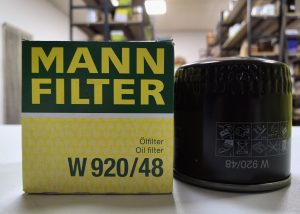 MANN
FILTER
Ölfilter
Oil filter
W 920/48
W 920/48